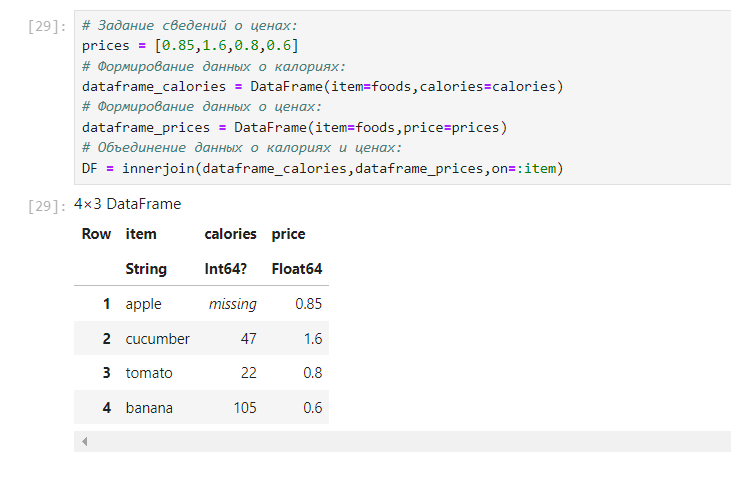 [29]: # Задание сведений о ценах:
prices = [0.85,1.6,0.8,0.6]
# Формирование данных о калориях:
dataframe_calories = DataFrame(item=foods,calories=calories)
# Формирование данных о ценах:
dataframe_prices = DataFrame(item=foods,price=prices)
# Объединение данных о калориях и ценах:
DF = innerjoin(dataframe_calories,dataframe_prices,on=:item)
[29]: 4×3 DataFrame
Row item calories price
String Int64? Float64
1 apple missing 0.85
2 cucumber 47 1.6
3 tomato 22 0.8
4 banana 105 0.6